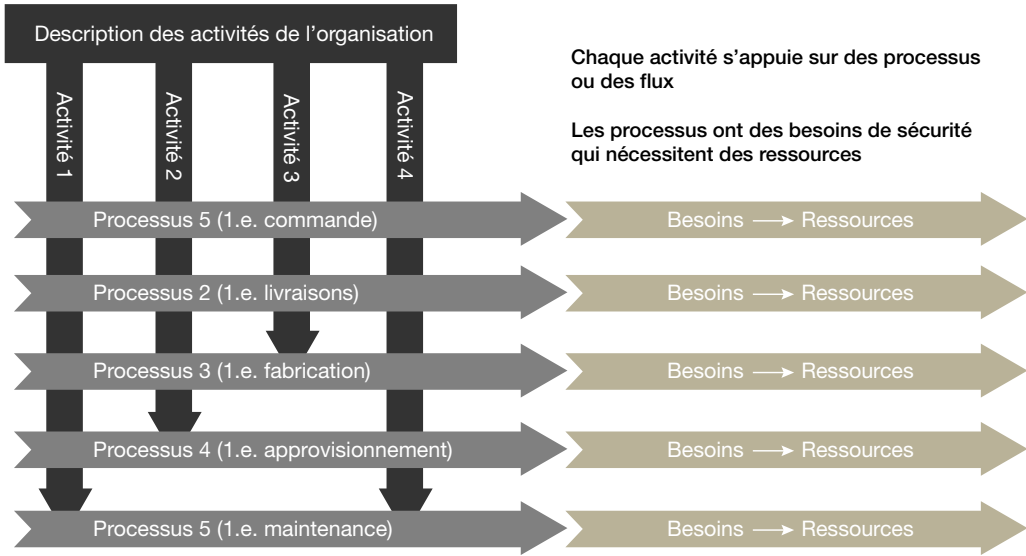 Description des activités de l’organisation
Chaque activité s’appuie sur des processus
ou des flux
Les processus ont des besoins de sécurité
qui nécessitent des ressources
Activité 1
Activité 2
Activité 3
Activité 4
Processus 5 (1.e. commande)
Besoins → Ressources
Processus 2 (1.e. livraisons)
Besoins → Ressources
Processus 3 (1.e. fabrication)
Besoins → Ressources
Processus 4 (1.e. approvisionnement)
Besoins → Ressources
Processus 5 (1.e. maintenance)
Besoins → Ressources